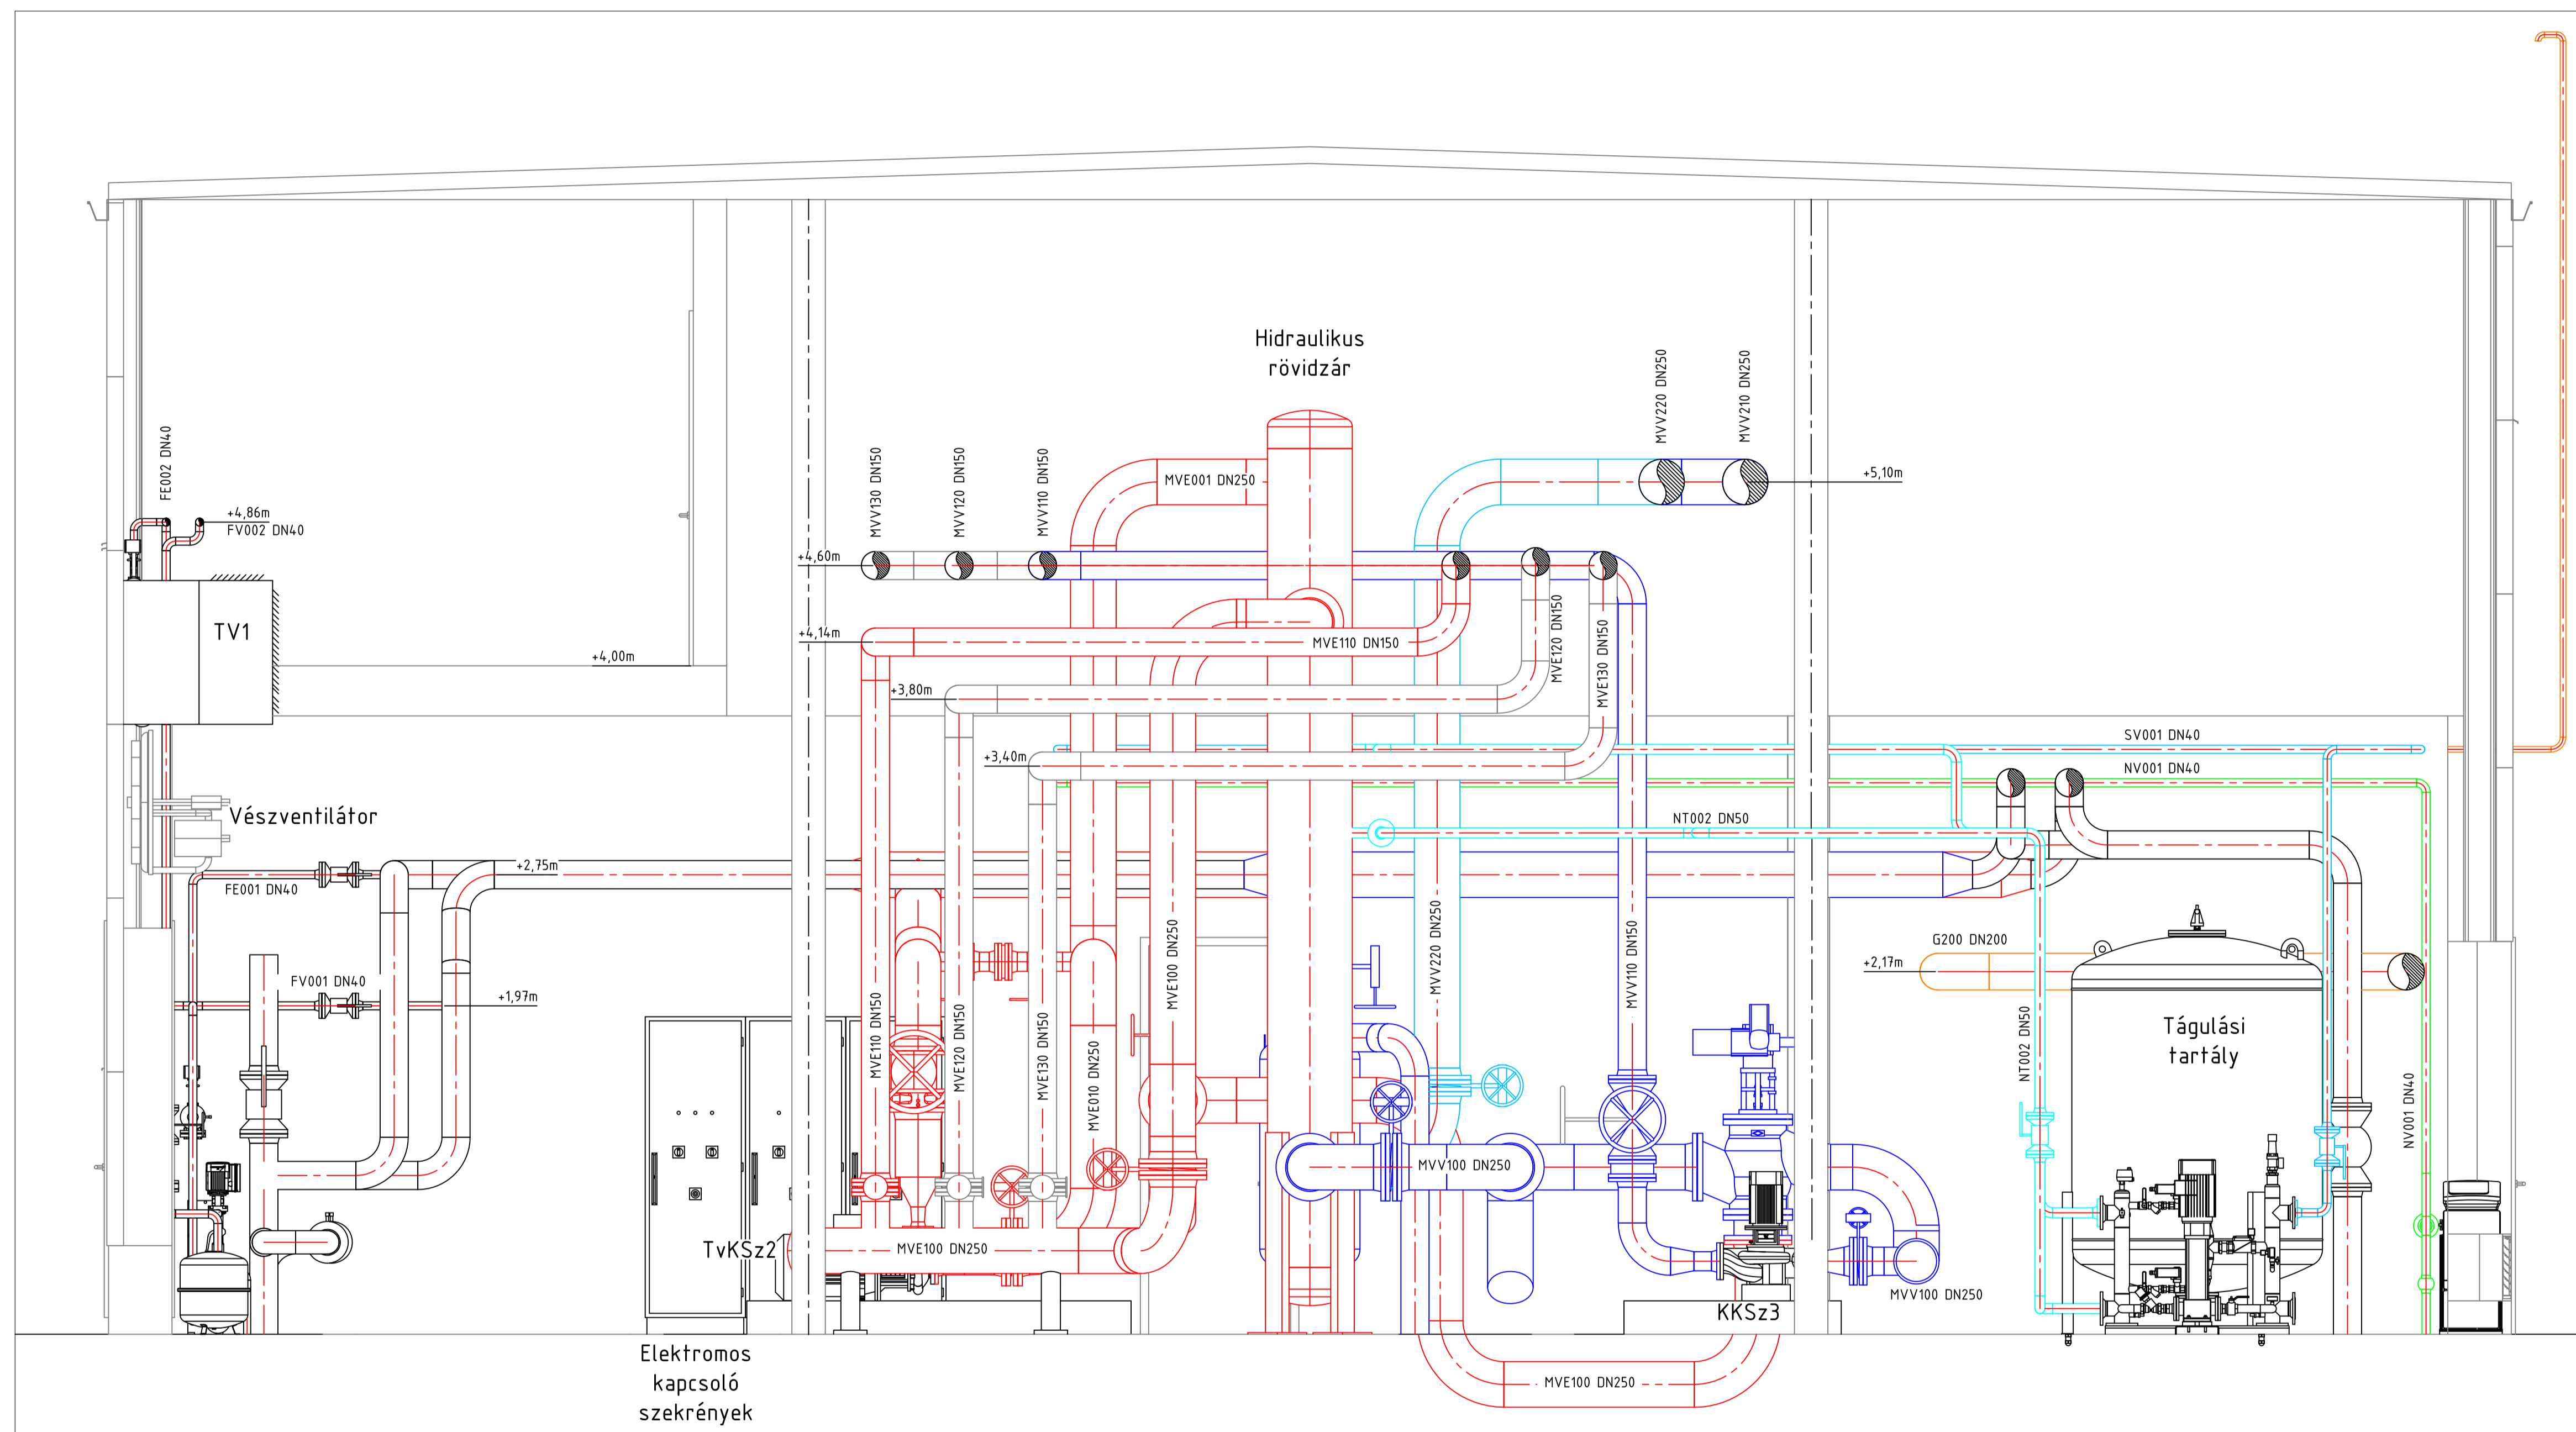 Hidraulikus
rövidzár
MVV220 DN250
MVV210 DN250
FE002 DN40
MVV130 DN150
MVV120 DN150
MVV110 DN150
MVE001 DN250
+5,10m
+4,86m
FV002 DN40
+4,60m
TV1
+4,14m
MVE110 DN150
MVE120 DN150
MVE130 DN150
+4,00m
+3,80m
SV001 DN40
+3,40m
NV001 DN40
Vészventilátor
NT002 DN50
+2,75m
FE001 DN40
G200 DN200
+2,17m
FV001 DN40
+1,97m
MVE100 DN250
MVV220 DN250
MVV110 DN150
MVE110 DN150
MVE120 DN150
MVE130 DN150
MVE010 DN250
Tágulási
tartály
NT002 DN50
NV001 DN40
MVV100 DN250
TvKSz2
MVE100 DN250
MVV100 DN250
KKSz3
Elektromos
kapcsoló
szekrények
MVE100 DN250